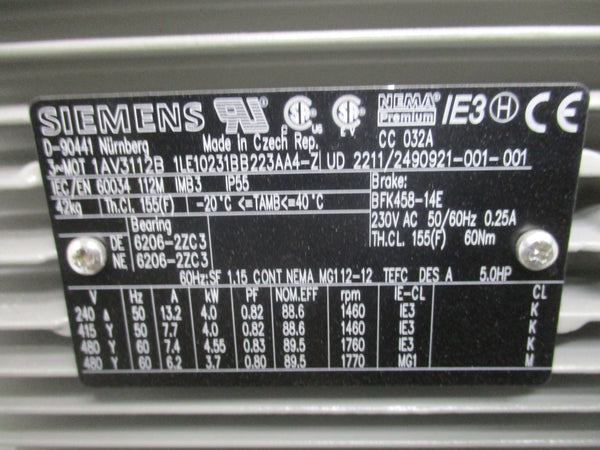 SIEMENS
D-90441 Nürnberg Made in Czech Rep. CC 032A
NEMA Premium IE3 H CE
3~MOT 1AV3112B 1LE10231BB223AA4-Z UD 2211/2490921-001-001
IEC/EN 60034 112M IMB3 IP55 Brake:
42kg Th.Cl. 155(F) -20°C <=TAMB<=40°C BFK458-14E
Bearing 230V AC 50/60Hz 0.25A
DE 6206-2ZC3 TH.CL. 155(F) 60Nm
NE 6206-2ZC3
60Hz:SF 1.15 CONT NEMA MG112-12 TEFC DES A 5.0HP
V Hz A kW PF NOM.EFF rpm IE-CL CL
240 ∆ 50 13.2 4.0 0.82 88.6 1460 IE3 K
415 Y 50 7.7 4.0 0.82 88.6 1460 IE3 K
480 Y 60 7.4 4.55 0.83 89.5 1760 IE3 K
480 Y 60 6.2 3.7 0.80 89.5 1770 MG1 M